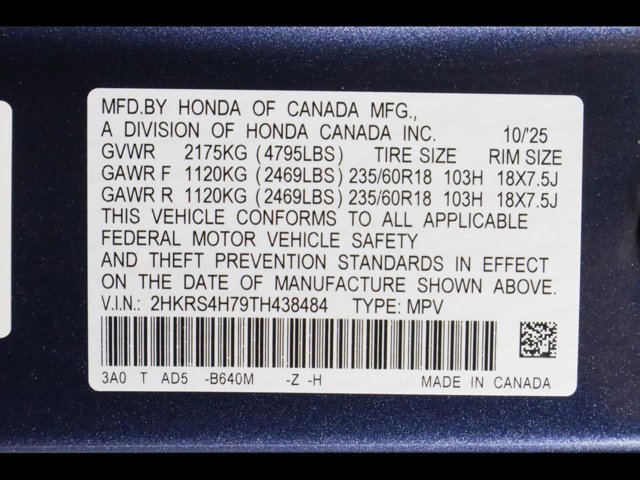 MFD.BY HONDA OF CANADA MFG.,
A DIVISION OF HONDA CANADA INC. 10/'25
GVWR 2175KG (4795LBS) TIRE SIZE RIM SIZE
GAWR F 1120KG (2469LBS) 235/60R18 103H 18X7.5J
GAWR R 1120KG (2469LBS) 235/60R18 103H 18X7.5J
THIS VEHICLE CONFORMS TO ALL APPLICABLE
FEDERAL MOTOR VEHICLE SAFETY
AND THEFT PREVENTION STANDARDS IN EFFECT
ON THE DATE OF MANUFACTURE SHOWN ABOVE.
V.I.N.: 2HKRS4H79TH438484 TYPE: MPV
3A0 T AD5 -B640M -Z -H MADE IN CANADA